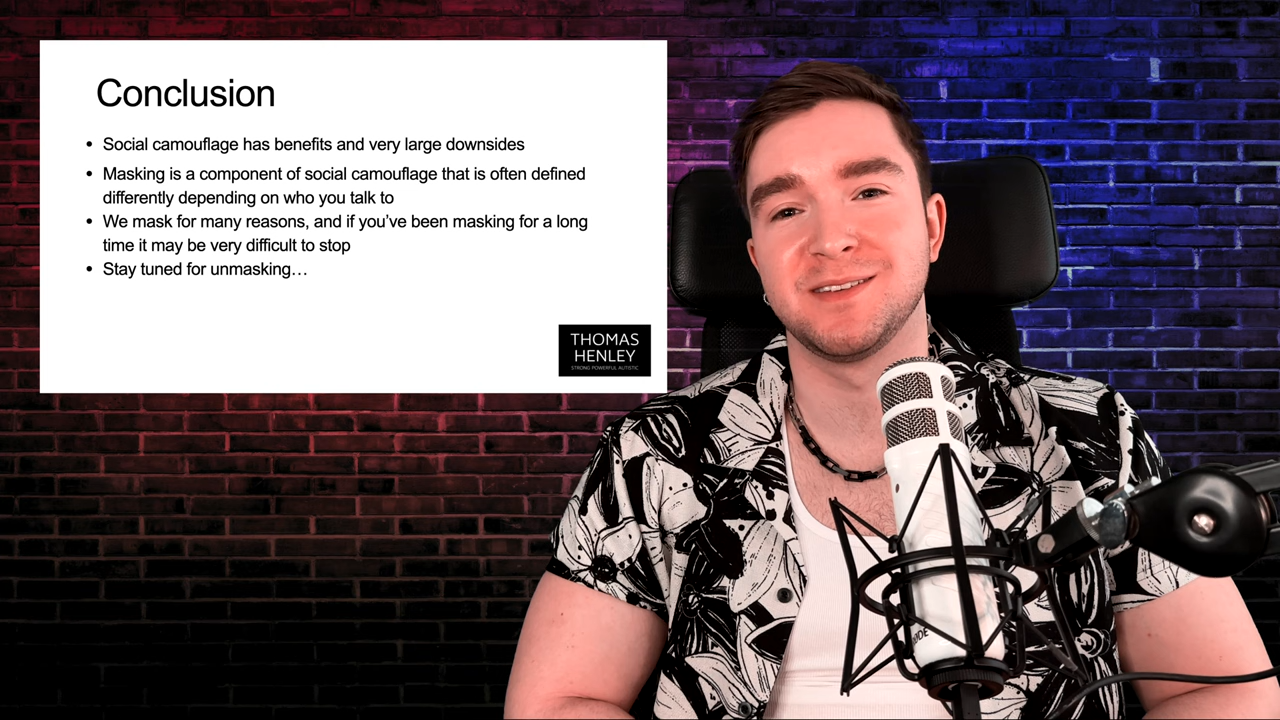 Conclusion
• Social camouflage has benefits and very large downsides
• Masking is a component of social camouflage that is often defined
differently depending on who you talk to
• We mask for many reasons, and if you’ve been masking for a long
time it may be very difficult to stop
• Stay tuned for unmasking…
THOMAS
HENLEY
STRONG POWERFUL AUTISTIC